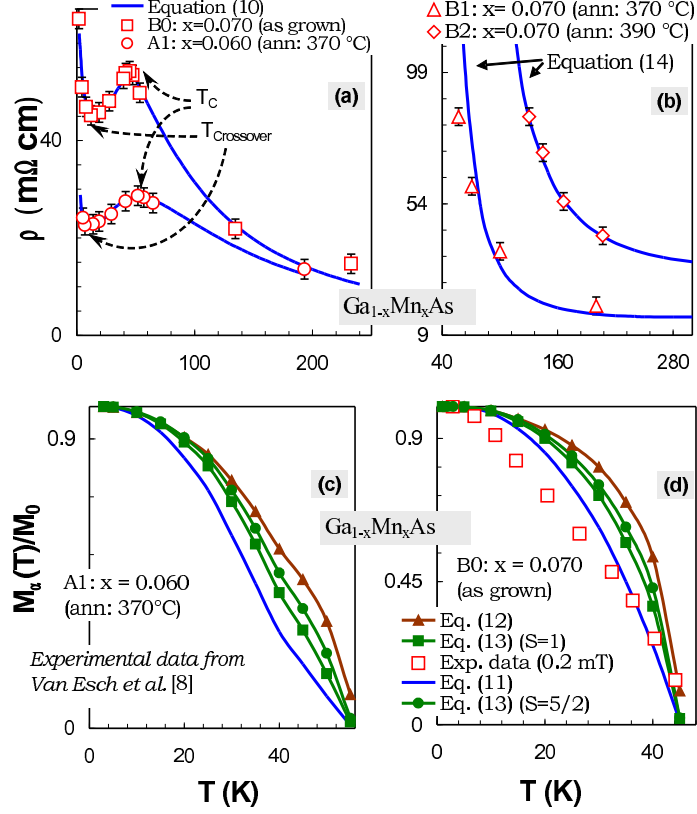 Equation (10)
B0: x=0.070 (as grown)
A1: x=0.060 (ann: 370 °C)
(a)
T_C
T_Crossover
40
0
ρ ( mΩ cm)
0
100
200
B1: x= 0.070 (ann: 370 °C)
B2: x=0.070 (ann: 390 °C)
Equation (14)
(b)
99
54
9
40
160
280
Ga1-xMnxAs
(c)
0.9
0
M_α(T)/M_0
A1: x = 0.060
(ann: 370°C)
Experimental data from
Van Esch et al. [8]
0
20
40
T (K)
Ga1-xMnxAs
(d)
0.9
0.45
0
B0: x = 0.070
(as grown)
Eq. (12)
Eq. (13) (S=1)
Exp. data (0.2 mT)
Eq. (11)
Eq. (13) (S=5/2)
0
20
40
T (K)